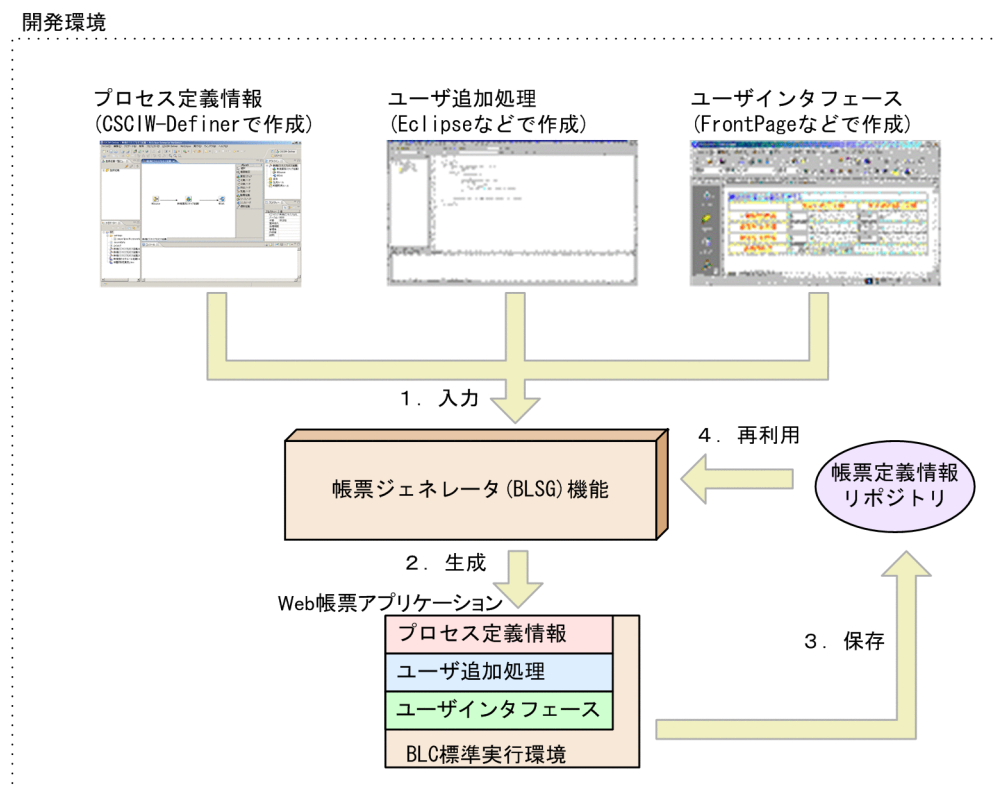 開発環境
プロセス定義情報
(CSCIW-Definerで作成)
ユーザ追加処理
(Eclipseなどで作成)
ユーザインタフェース
(FrontPageなどで作成)
1. 入力
帳票ジェネレータ(BLSG)機能
4. 再利用
帳票定義情報
リポジトリ
2. 生成
Web帳票アプリケーション
プロセス定義情報
ユーザ追加処理
ユーザインタフェース
BLC標準実行環境
3. 保存